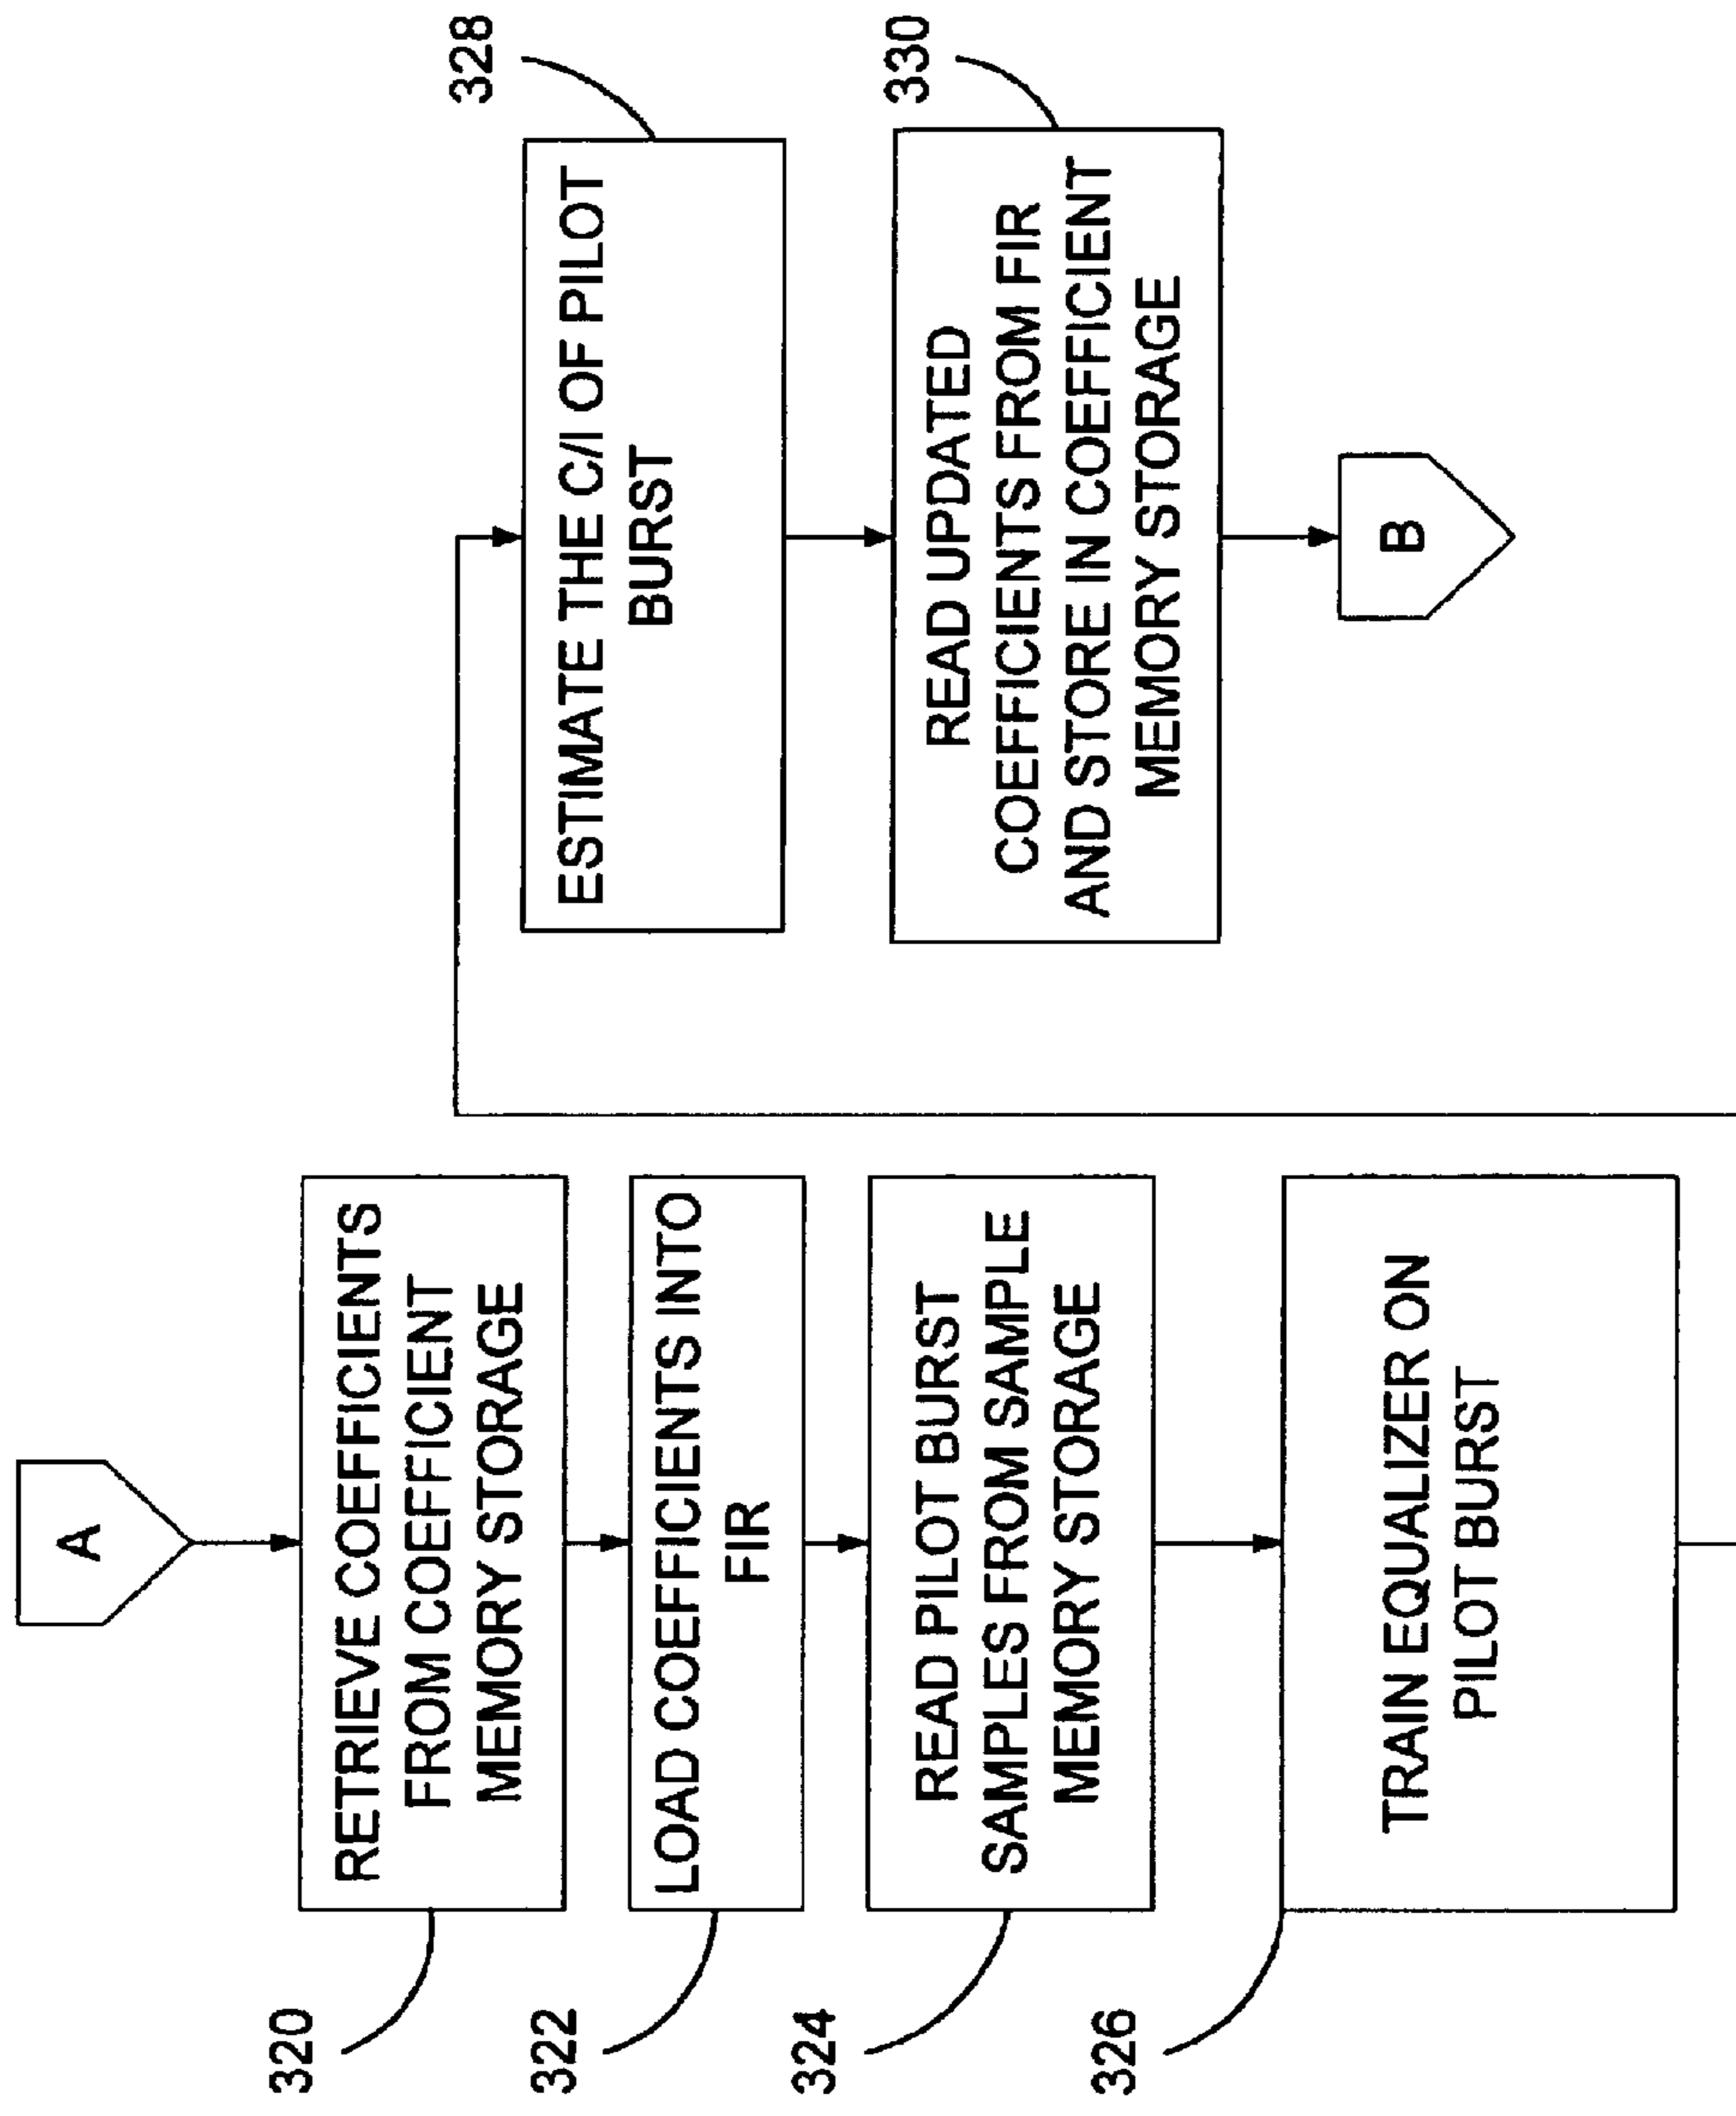 A
320
RETRIEVE COEFFICIENTS
FROM COEFFICIENT
MEMORY STORAGE
322
LOAD COEFFICIENTS INTO
FIR
324
READ PILOT BURST
SAMPLES FROM SAMPLE
MEMORY STORAGE
326
TRAIN EQUALIZER ON
PILOT BURST
328
ESTIMATE THE C/I OF PILOT
BURST
330
READ UPDATED
COEFFICIENTS FROM FIR
AND STORE IN COEFFICIENT
MEMORY STORAGE
B